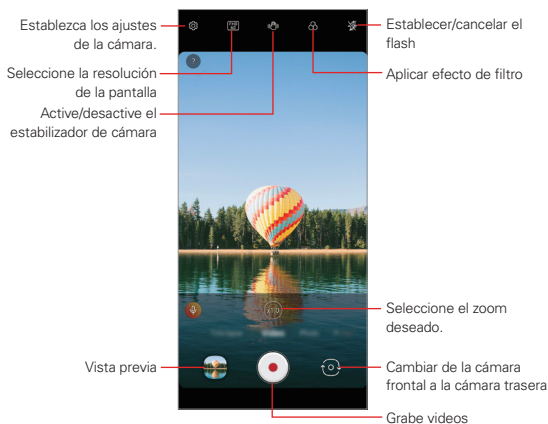 Establezca los ajustes
de la cámara.
Seleccione la resolución
de la pantalla
Active/desactive el
estabilizador de cámara
Establecer/cancelar el
flash
Aplicar efecto de filtro
FHD
?
Seleccione el zoom
deseado.
Video
Vista previa
Cambiar de la cámara
frontal a la cámara trasera
Grabe videos